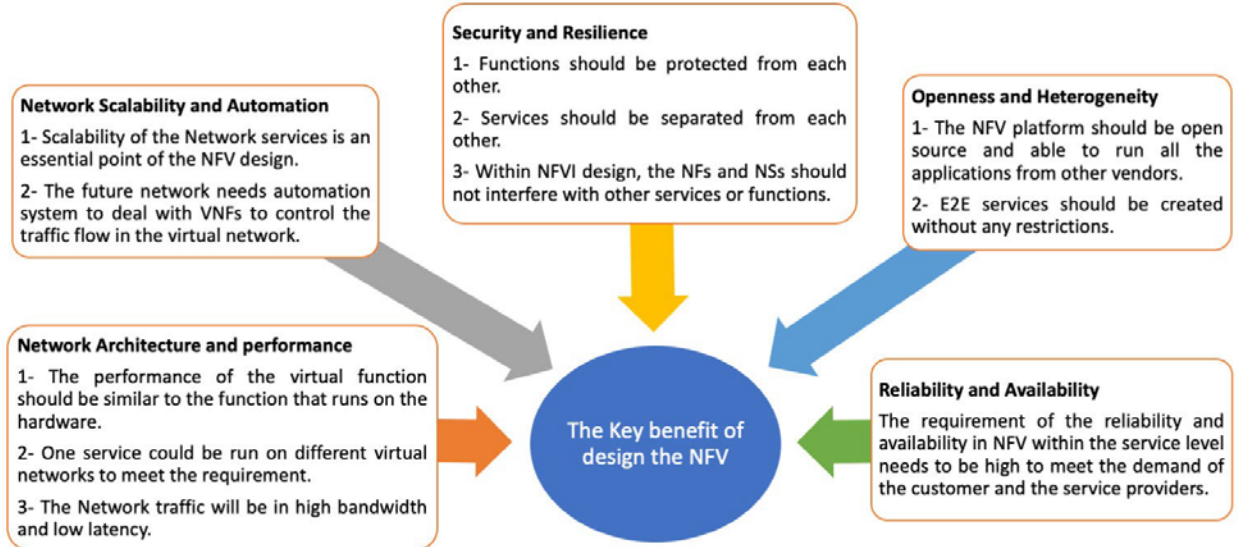 Network Scalability and Automation
1- Scalability of the Network services is an
essential point of the NFV design.
2- The future network needs automation
system to deal with VNFs to control the
traffic flow in the virtual network.
Security and Resilience
1- Functions should be protected from each
other.
2- Services should be separated from each
other.
3- Within NFVI design, the NFs and NSs should
not interfere with other services or functions.
Openness and Heterogeneity
1- The NFV platform should be open
source and able to run all the
applications from other vendors.
2- E2E services should be created
without any restrictions.
Network Architecture and performance
1- The performance of the virtual function
should be similar to the function that runs on the
hardware.
2- One service could be run on different virtual
networks to meet the requirement.
3- The Network traffic will be in high bandwidth
and low latency.
The Key benefit of
design the NFV
Reliability and Availability
The requirement of the reliability and
availability in NFV within the service level
needs to be high to meet the demand of
the customer and the service providers.